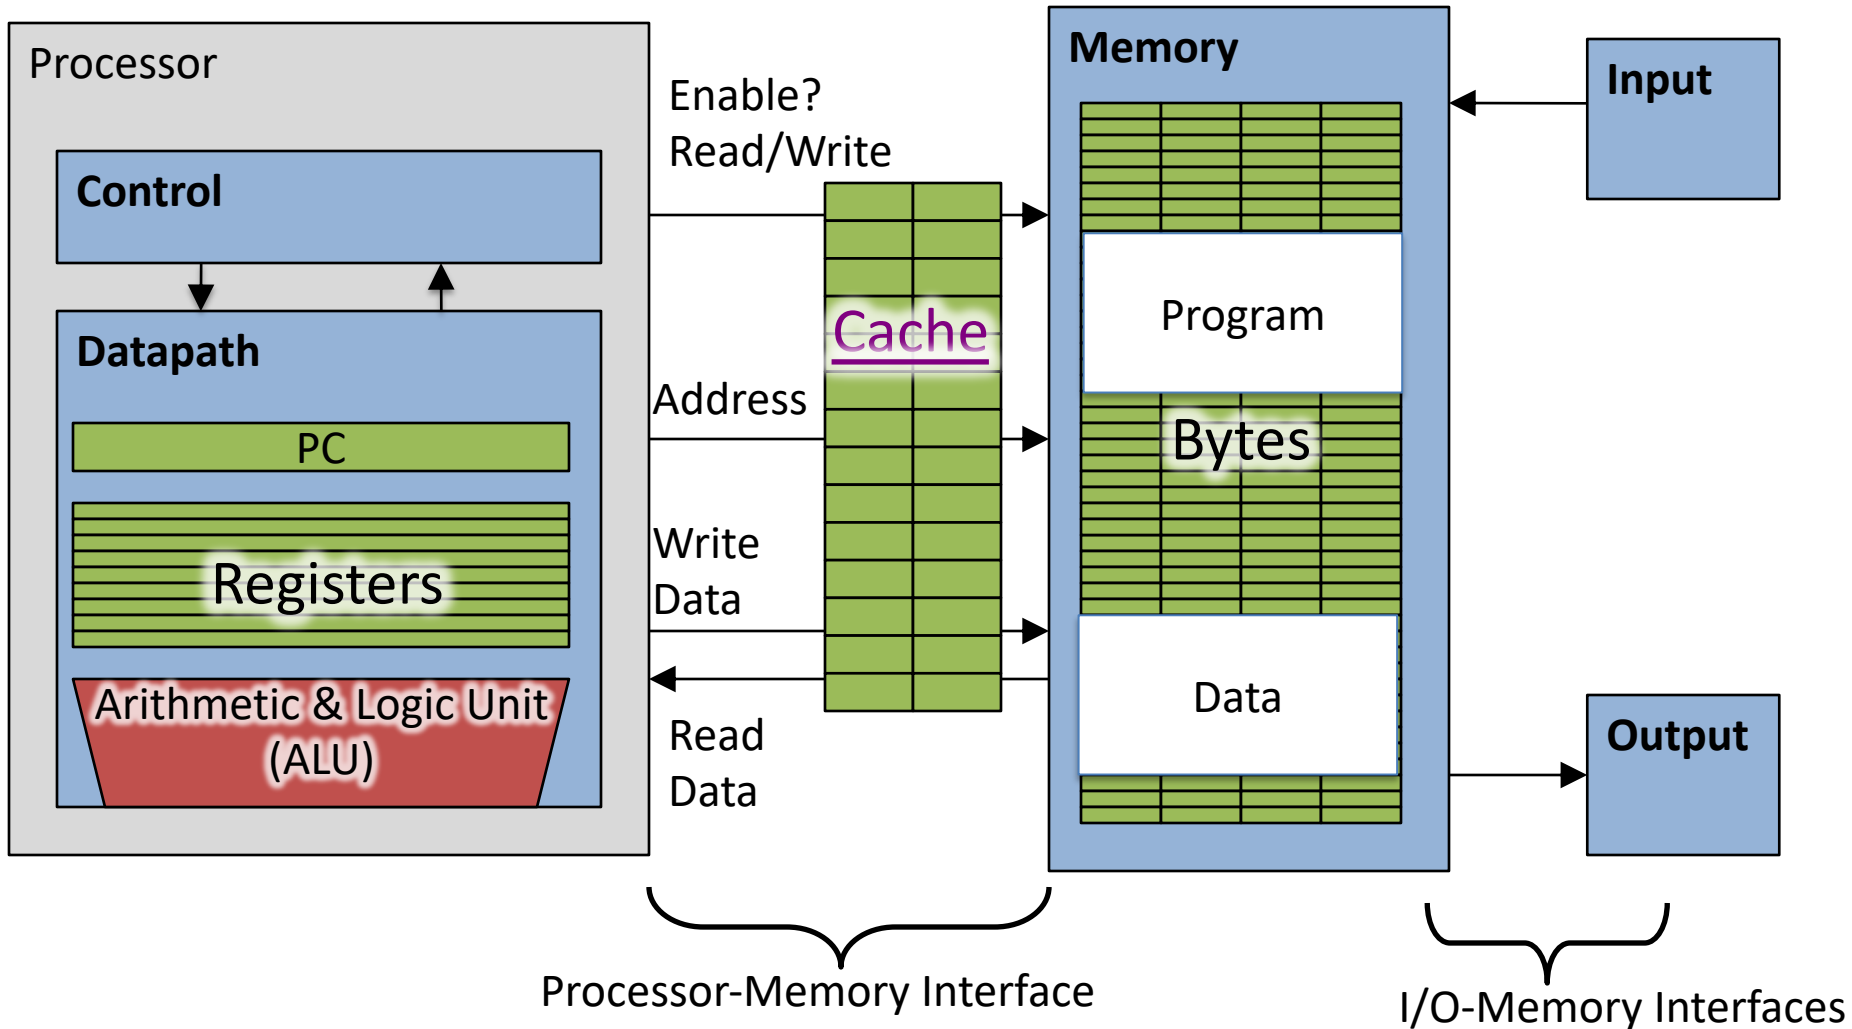 Processor
Control
Datapath
PC
Registers
Arithmetic & Logic Unit
(ALU)
Enable?
Read/Write
Cache
Address
Write
Data
Read
Data
Memory
Program
Bytes
Data
Input
Output
Processor-Memory Interface
I/O-Memory Interfaces